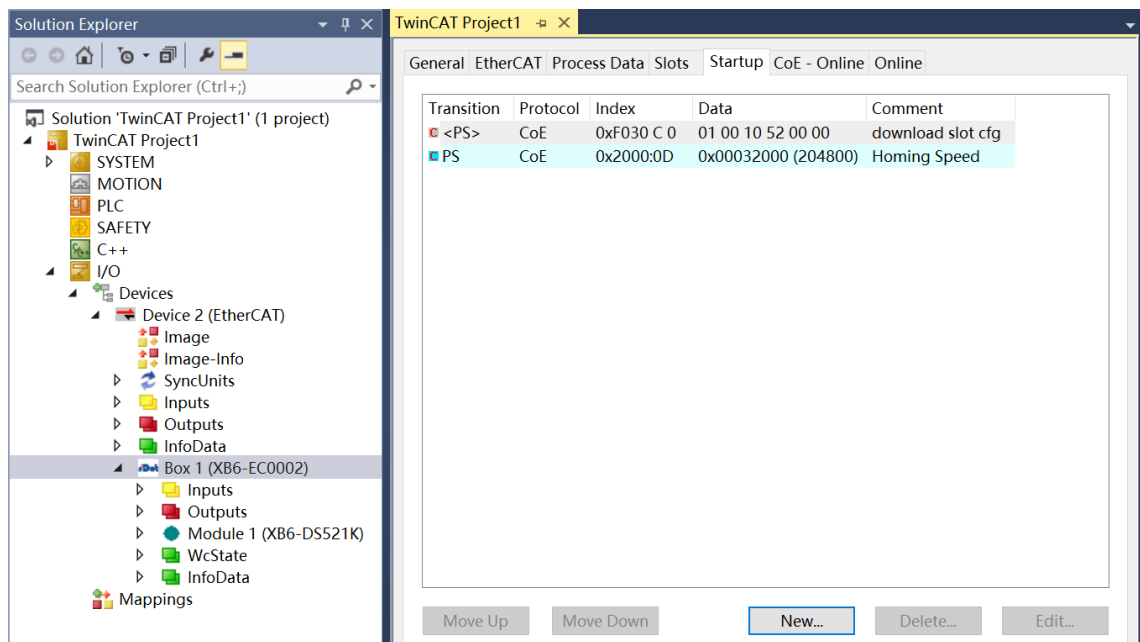 Solution Explorer
Search Solution Explorer (Ctrl+;)
Solution 'TwinCAT Project1' (1 project)
TwinCAT Project1
SYSTEM
MOTION
PLC
SAFETY
C++
I/O
Devices
Device 2 (EtherCAT)
Image
Image-Info
SyncUnits
Inputs
Outputs
InfoData
Box 1 (XB6-EC0002)
Inputs
Outputs
Module 1 (XB6-DS521K)
WcState
InfoData
Mappings
TwinCAT Project1
General EtherCAT Process Data Slots Startup CoE - Online Online
Transition Protocol Index Data Comment
C <PS> CoE 0xF030 C 0 01 00 10 52 00 00 download slot cfg
C PS CoE 0x2000:0D 0x00032000 (204800) Homing Speed
Move Up Move Down New... Delete... Edit...